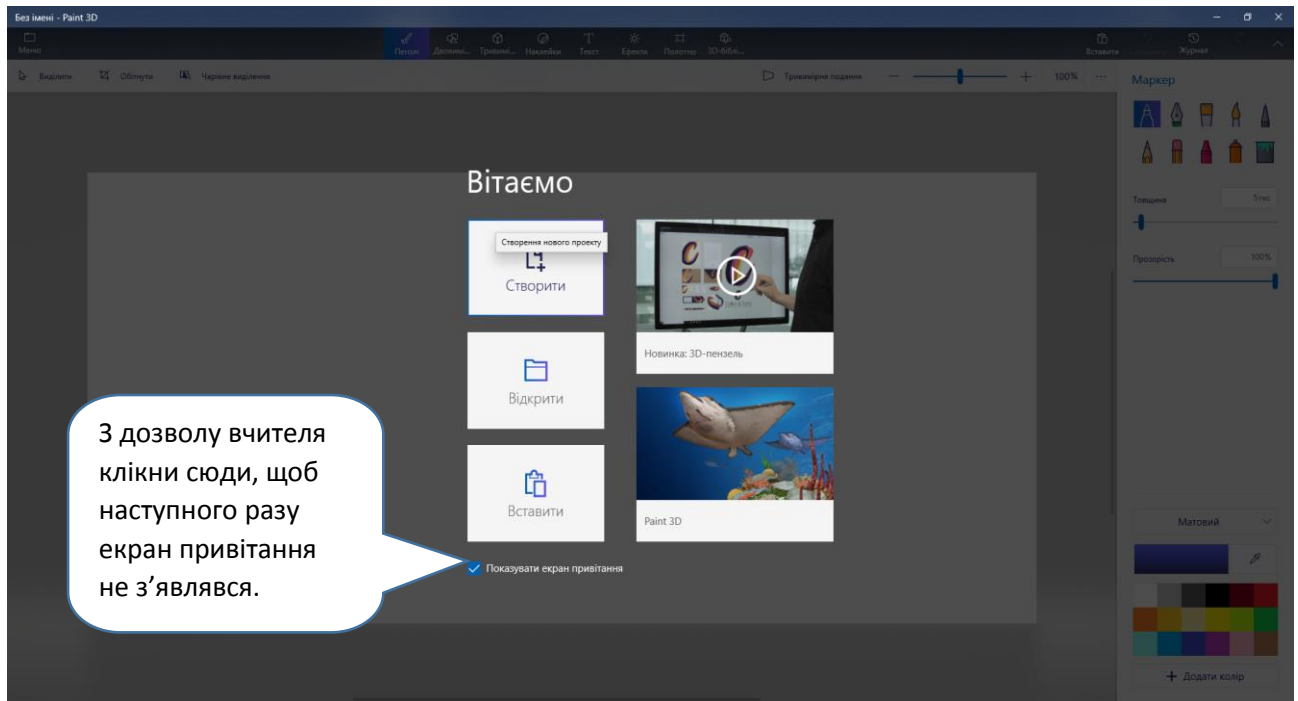 Без імені - Paint 3D
Меню
Пензлі Двовимі... Тривимі... Наклейки Текст Ефекти Полотно 3D-бібл...
Вставити Журнал
Виділити Обтнути Чарівне виділення Тривимірне подання 100%
Маркер
Товщина 5пкс
Прозорість 100%
Вітаємо
Створення нового проекту
Створити
Відкрити
Вставити
Показувати екран привітання
Новинка: 3D-пензель
Paint 3D
З дозволу вчителя
клікни сюди, щоб
наступного разу
екран привітання
не з’являвся.
Матовий
Додати колір